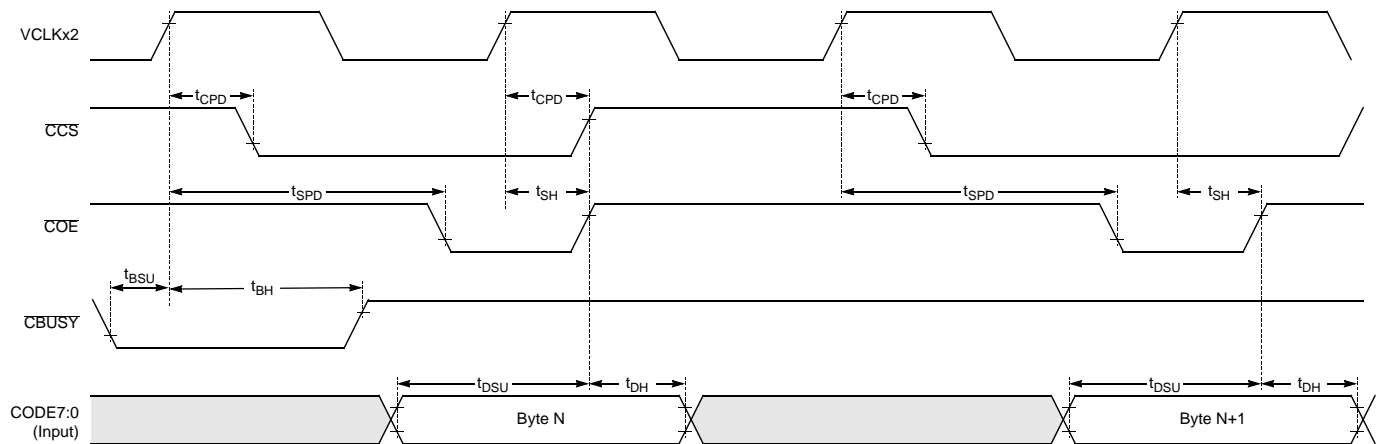 VCLKx2
tCPD tCPD tCPD
CCS
tSPD tSH tSPD tSH
COE
tBSU tBH
CBUSY
tDSU tDH tDSU tDH
CODE7:0
(Input)
Byte N Byte N+1